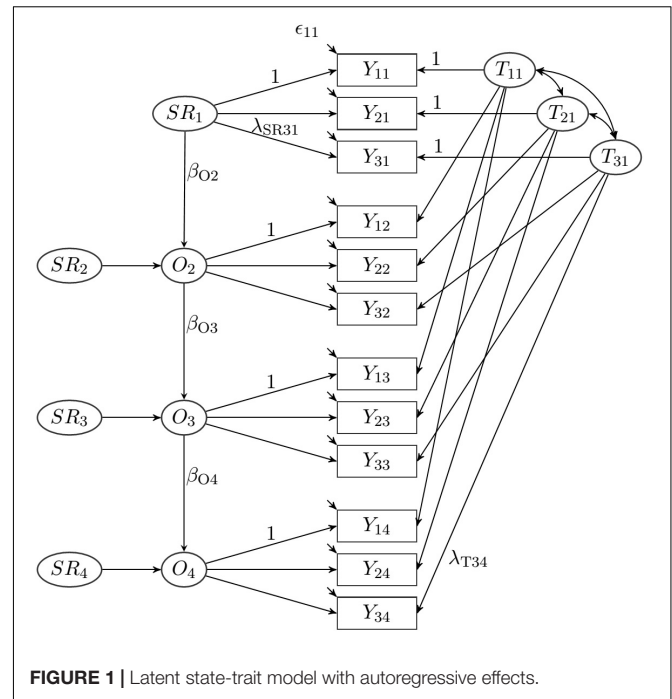 ϵ₁₁
1 Y₁₁ 1 T₁₁
SR₁ Y₂₁ 1 T₂₁
λSR31 Y₃₁ 1 T₃₁
βO2
1 Y₁₂
SR₂ O₂ Y₂₂
Y₃₂
βO3
1 Y₁₃
SR₃ O₃ Y₂₃
Y₃₃
βO4
1 Y₁₄
SR₄ O₄ Y₂₄ λT34
Y₃₄
FIGURE 1 | Latent state-trait model with autoregressive effects.